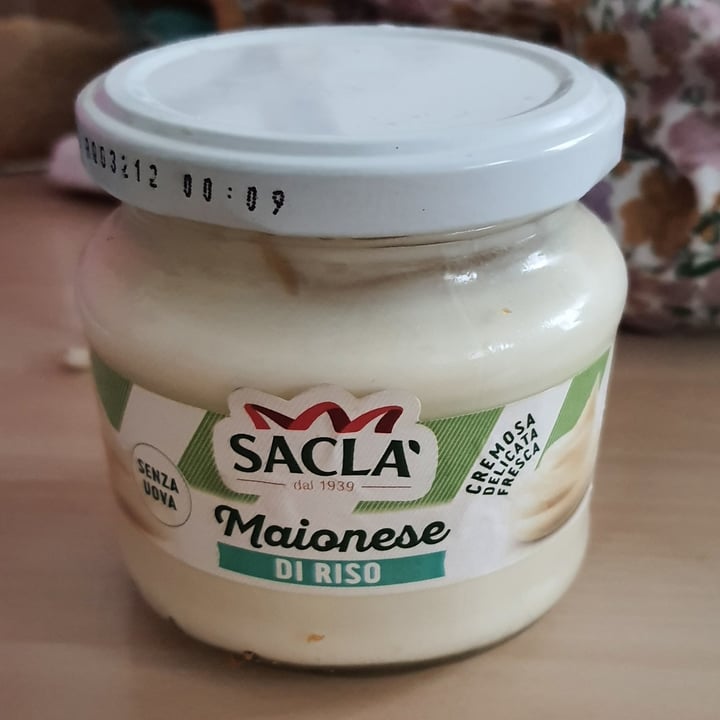 00:09
SENZA
UOVA
SACLA'
dal 1939
Maionese
DI RISO
CREMOSA
DELICATA
FRESCA